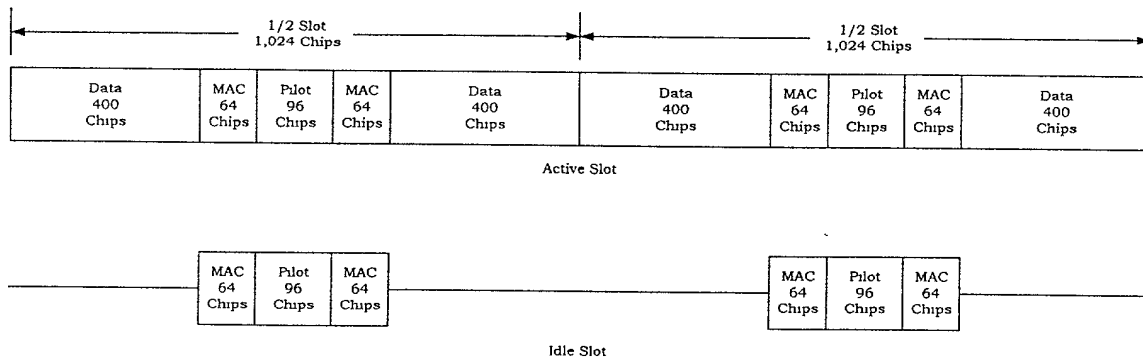 1/2 Slot
1,024 Chips
1/2 Slot
1,024 Chips
Data
400
Chips
MAC
64
Chips
Pilot
96
Chips
MAC
64
Chips
Data
400
Chips
Data
400
Chips
MAC
64
Chips
Pilot
96
Chips
MAC
64
Chips
Data
400
Chips
Active Slot
MAC
64
Chips
Pilot
96
Chips
MAC
64
Chips
MAC
64
Chips
Pilot
96
Chips
MAC
64
Chips
Idle Slot